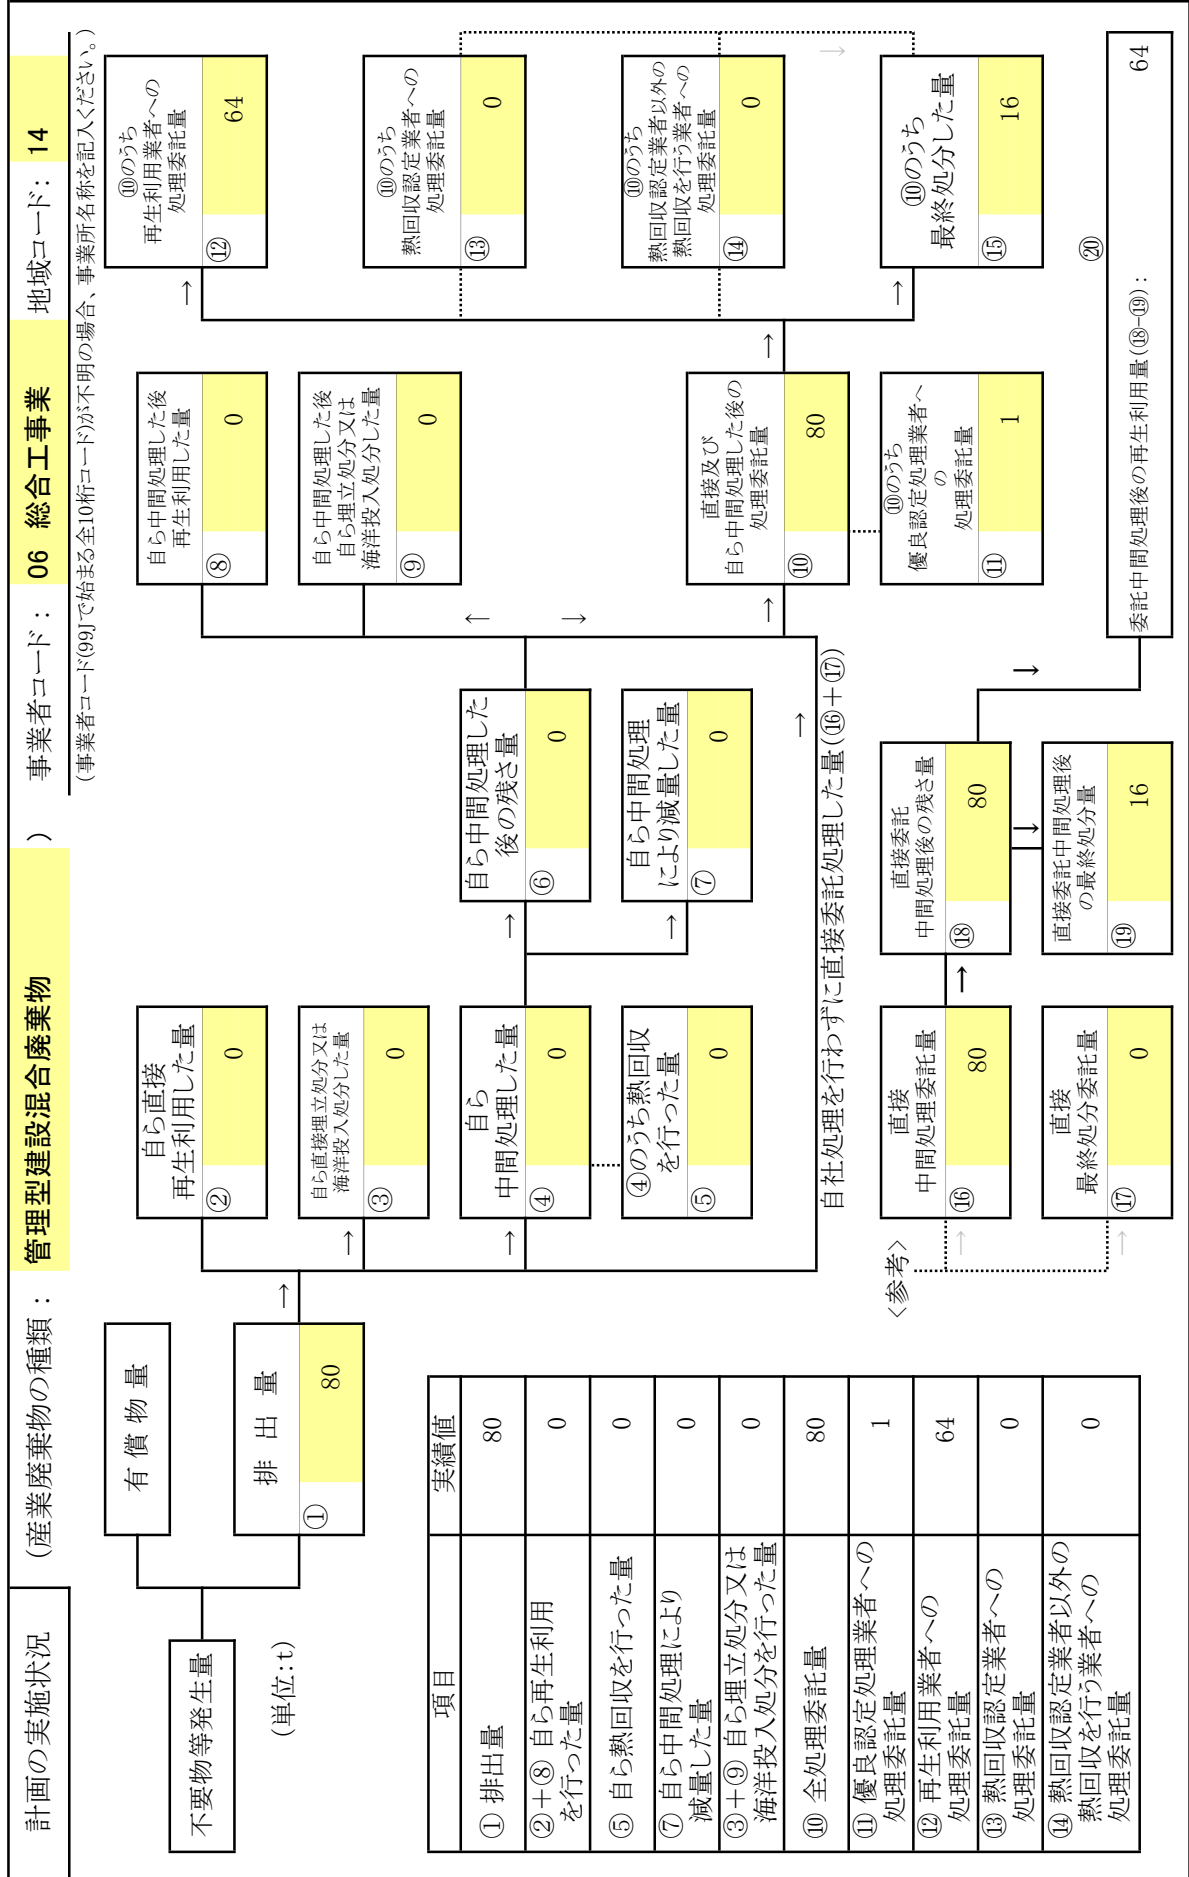 計画の実施状況
(産業廃棄物の種類： 管理型建設混合廃棄物 )
事業者コード： 06 総合工事業 地域コード： 14
(事業者コード(99Jで始まる全10桁コード)が不明の場合、事業所名称を記入ください。)
不要物等発生量
(単位:t)
有 償 物 量
排 出 量
① 80
→
自ら直接
再生利用した量
② 0
→
自ら直接埋立処分又は
海洋投入処分した量
③ 0
→
自ら
中間処理した量
④ 0
④のうち熱回収
を行った量
⑤ 0
→
自ら中間処理した
後の残さ量
⑥ 0
→
自ら中間処理
により減量した量
⑦ 0
↑
↓
自ら中間処理した後
再生利用した量
⑧ 0
自ら中間処理した後
自ら埋立処分又は
海洋投入処分した量
⑨ 0
→
自社処理を行わずに直接委託処理した量(⑯＋⑰)
→
直接及び
自ら中間処理した後の
処理委託量
⑩ 80
⑩のうち
優良認定処理業者へ
の
処理委託量
⑪ 1
→
→
⑩のうち
再生利用業者への
処理委託量
⑫ 64
⑩のうち
熱回収認定業者への
処理委託量
⑬ 0
⑩のうち
熱回収認定業者以外の
熱回収を行う業者への
処理委託量
⑭ 0
↓
→
⑩のうち
最終処分した量
⑮ 16
<参考>
→
直接
中間処理委託量
⑯ 80
→
直接
最終処分委託量
⑰ 0
→
直接委託
中間処理後の残さ量
⑱ 80
↓
直接委託中間処理後
の最終処分量
⑲ 16
↓
⑳
委託中間処理後の再生利用量(⑱-⑲)： 64
項目 実績値
① 排出量 80
②＋⑧ 自ら再生利用
を行った量 0
⑤ 自ら熱回収を行った量 0
⑦ 自ら中間処理により
減量した量 0
③＋⑨ 自ら埋立処分又は
海洋投入処分を行った量 0
⑩ 全処理委託量 80
⑪ 優良認定処理業者への
処理委託量 1
⑫ 再生利用業者への
処理委託量 64
⑬ 熱回収認定業者への
処理委託量 0
⑭ 熱回収認定業者以外の
熱回収を行う業者への
処理委託量 0